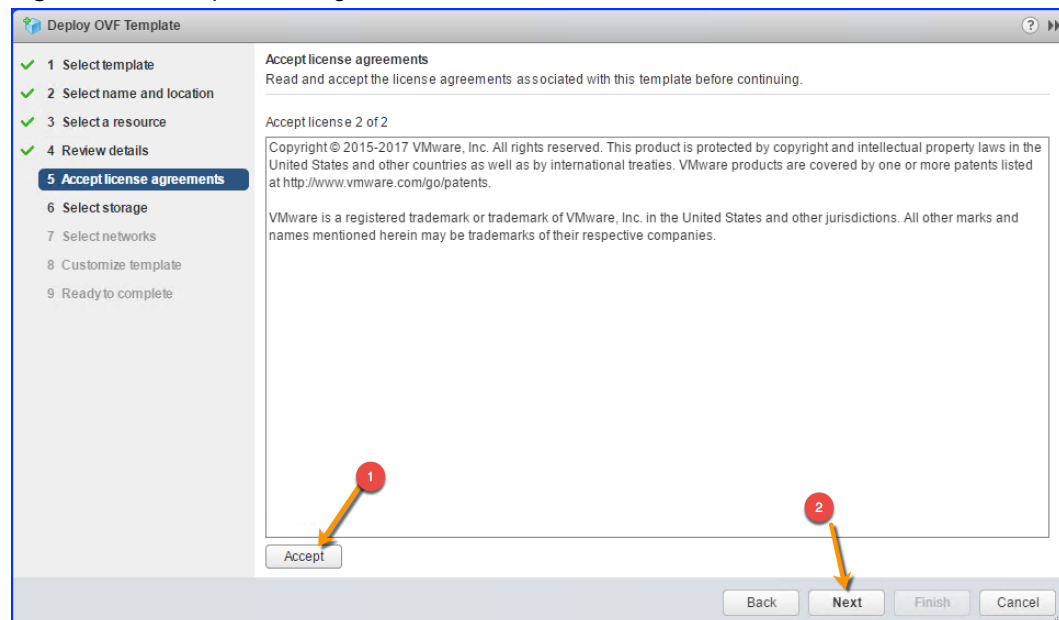 Deploy OVF Template
?
1 Select template
2 Select name and location
3 Select a resource
4 Review details
5 Accept license agreements
6 Select storage
7 Select networks
8 Customize template
9 Ready to complete
Accept license agreements
Read and accept the license agreements associated with this template before continuing.
Accept license 2 of 2
Copyright © 2015-2017 VMware, Inc. All rights reserved. This product is protected by copyright and intellectual property laws in the
United States and other countries as well as by international treaties. VMware products are covered by one or more patents listed
at http://www.vmware.com/go/patents.
VMware is a registered trademark or trademark of VMware, Inc. in the United States and other jurisdictions. All other marks and
names mentioned herein may be trademarks of their respective companies.
1
2
Accept
Back Next Finish Cancel